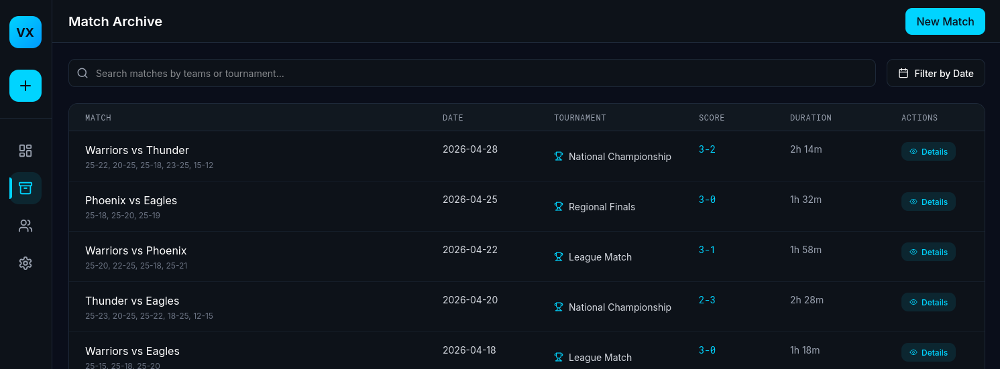 VX
Match Archive
New Match
Search matches by teams or tournament...
Filter by Date
MATCH DATE TOURNAMENT SCORE DURATION ACTIONS
Warriors vs Thunder 2026-04-28 National Championship 3-2 2h 14m Details
25-22, 20-25, 25-18, 23-25, 15-12
Phoenix vs Eagles 2026-04-25 Regional Finals 3-0 1h 32m Details
25-18, 25-20, 25-19
Warriors vs Phoenix 2026-04-22 League Match 3-1 1h 58m Details
25-20, 22-25, 25-18, 25-21
Thunder vs Eagles 2026-04-20 National Championship 2-3 2h 28m Details
25-23, 20-25, 25-22, 18-25, 12-15
Warriors vs Eagles 2026-04-18 League Match 3-0 1h 18m Details
25-15, 25-18, 25-20